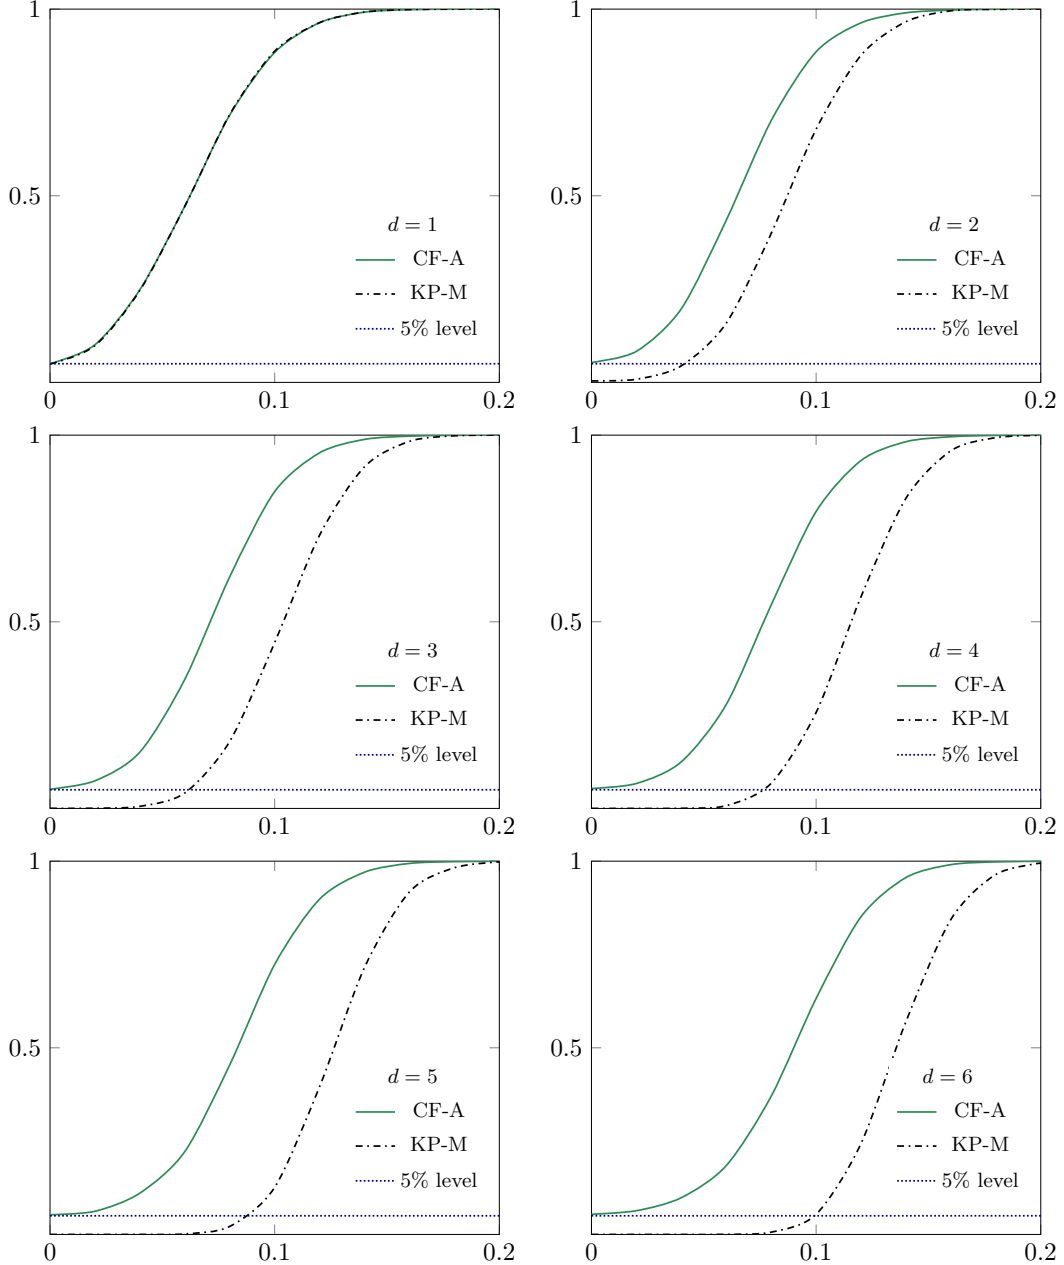 1
0.5
d = 1
CF-A
KP-M
5% level
0 0.1 0.2
1
0.5
d = 2
CF-A
KP-M
5% level
0 0.1 0.2
1
0.5
d = 3
CF-A
KP-M
5% level
0 0.1 0.2
1
0.5
d = 4
CF-A
KP-M
5% level
0 0.1 0.2
1
0.5
d = 5
CF-A
KP-M
5% level
0 0.1 0.2
1
0.5
d = 6
CF-A
KP-M
5% level
0 0.1 0.2